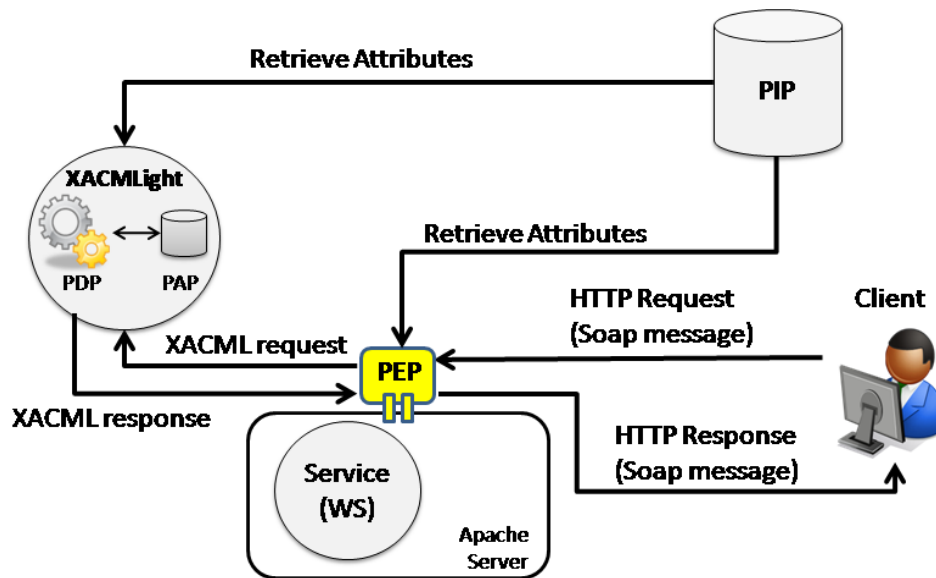 Retrieve Attributes
PIP
XACMLight
PDP
PAP
Retrieve Attributes
HTTP Request
(Soap message)
Client
XACML request
PEP
XACML response
HTTP Response
(Soap message)
Service
(WS)
Apache
Server